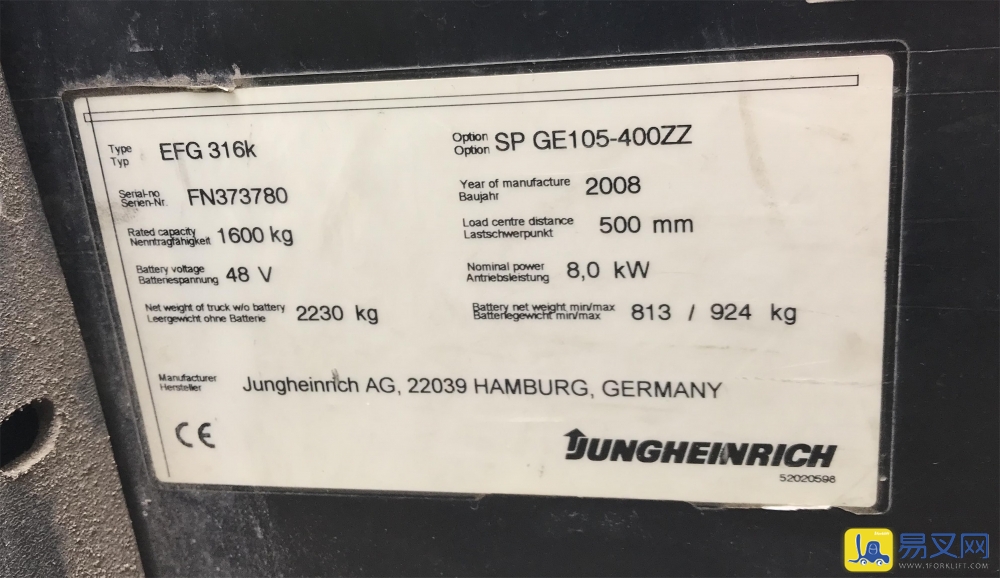 Type
Typ
EFG 316k
Option
Option
SP GE105-400ZZ
Serial-no
Serien-Nr.
FN373780
Year of manufacture
Baujahr
2008
Rated capacity
Nenntragfähigkeit
1600 kg
Load centre distance
Lastschwerpunkt
500 mm
Battery voltage
Batteriespannung
48 V
Nominal power
Antriebsleistung
8,0 kW
Net weight of truck w/o battery
Leergewicht ohne Batterie
2230 kg
Battery net weight min/max
Batteriegewicht min/max
813 / 924 kg
Manufacturer
Hersteller
Jungheinrich AG, 22039 HAMBURG, GERMANY
CE
JUNGHEINRICH
52020598
易叉网
WWW.1FORKLIFT.COM